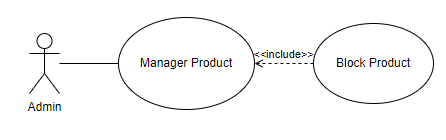 <<include>>
Manager Product
Block Product
Admin